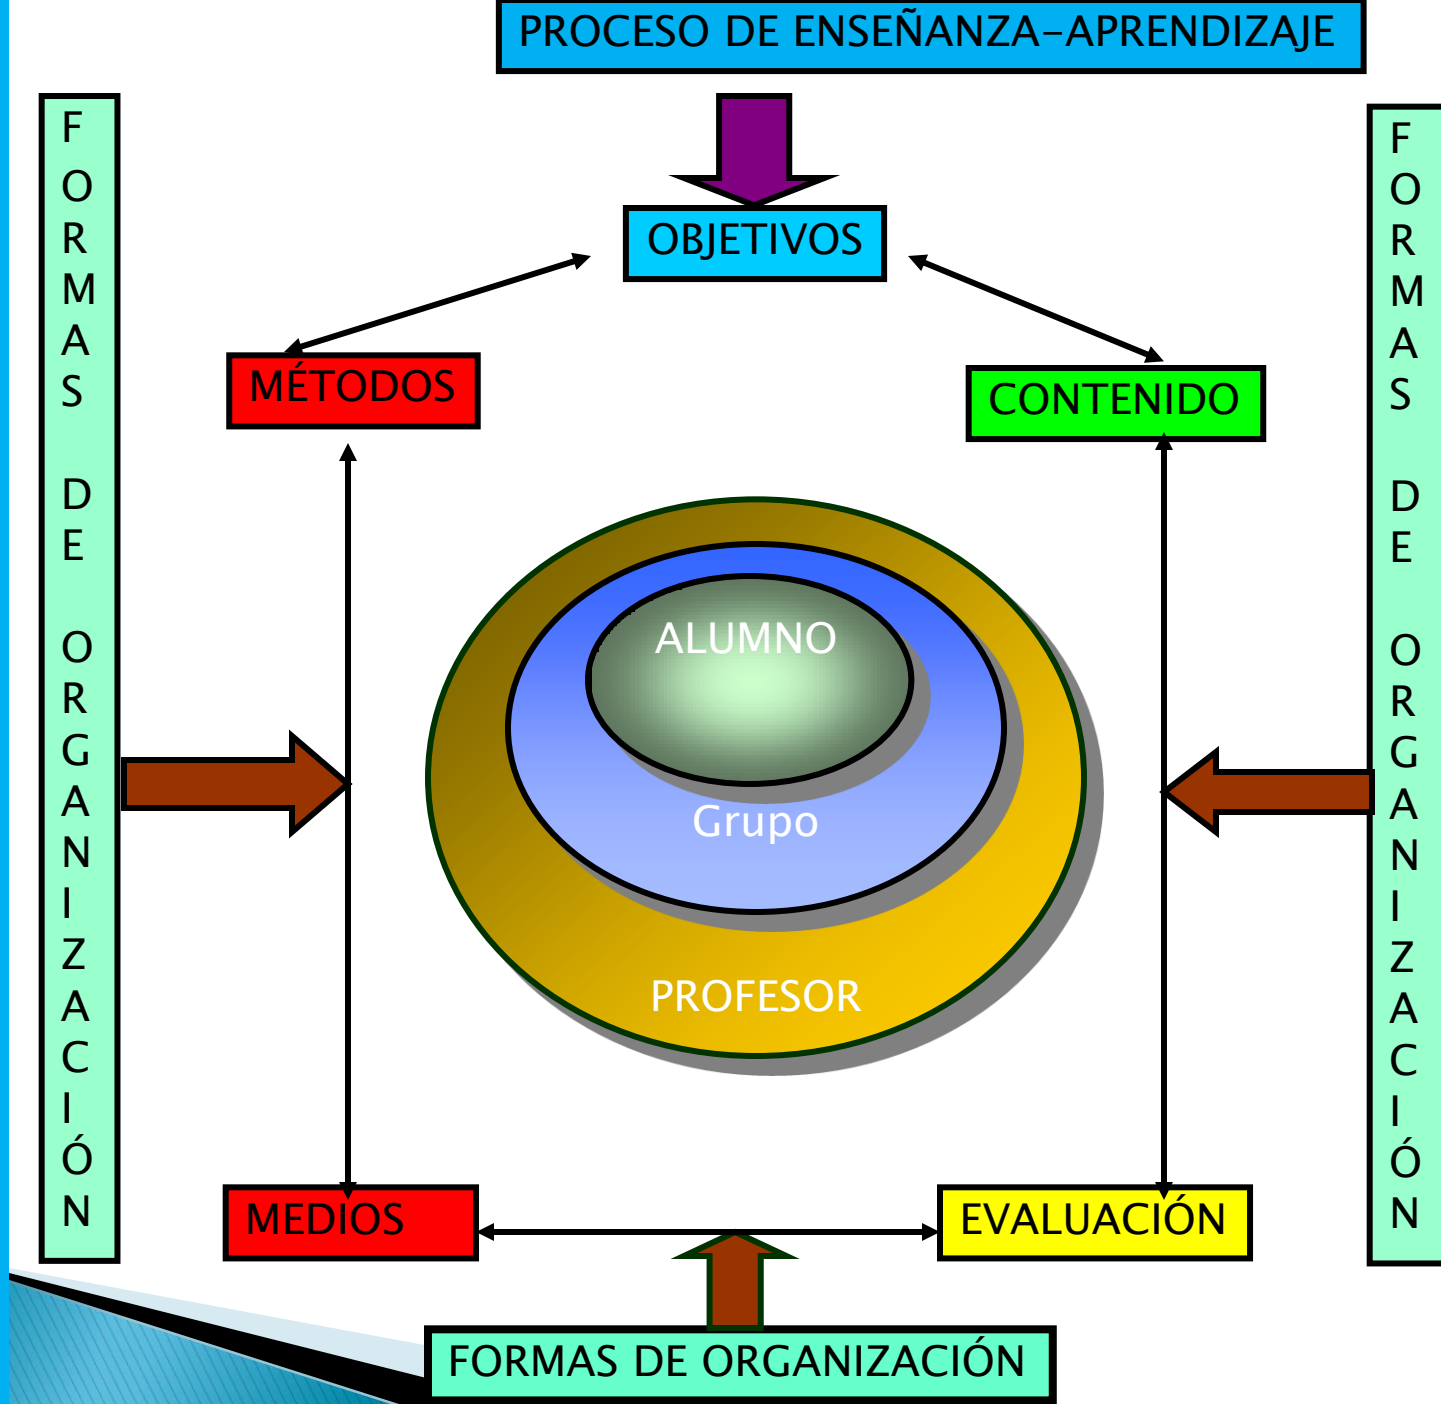 PROCESO DE ENSEÑANZA-APRENDIZAJE
FORMAS DE ORGANIZACIÓN
FORMAS DE ORGANIZACIÓN
OBJETIVOS
MÉTODOS
CONTENIDO
ALUMNO
Grupo
PROFESOR
MEDIOS
EVALUACIÓN
FORMAS DE ORGANIZACIÓN